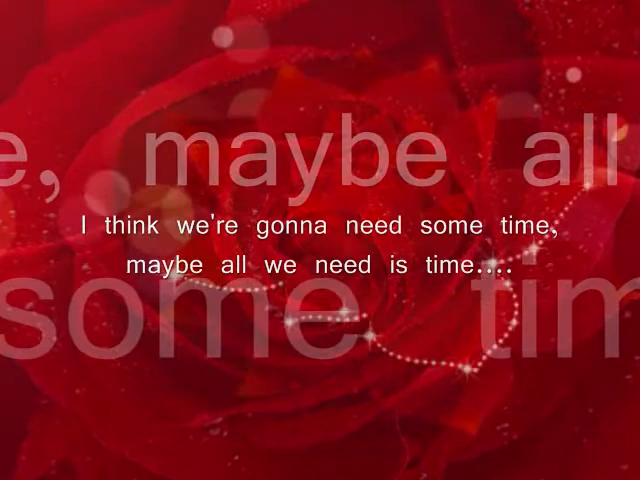 e, maybe all
I think we're gonna need some time,
maybe all we need is time....
some tim